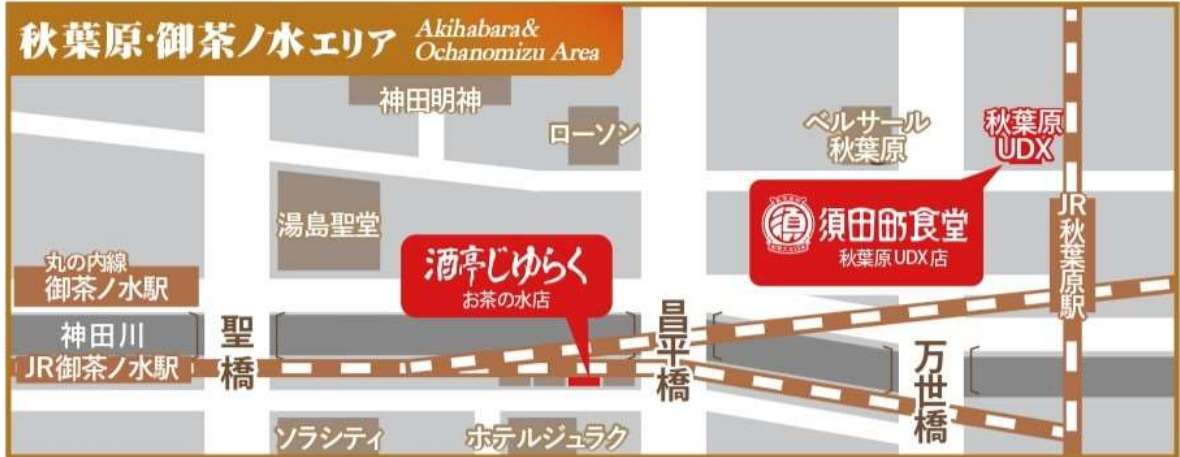 秋葉原·御茶ノ水エリア
Akihabara &
Ochanomizu Area
神田明神
ローソン
ベルサール
秋葉原
秋葉原
UDX
湯島聖堂
須
須田町食堂
秋葉原UDX店
JR秋葉原駅
酒亭じゆらく
お茶の水店
丸の内線
御茶ノ水駅
神田川
JR御茶ノ水駅
聖橋
昌平橋
万世橋
ソラシティ
ホテルジュラク